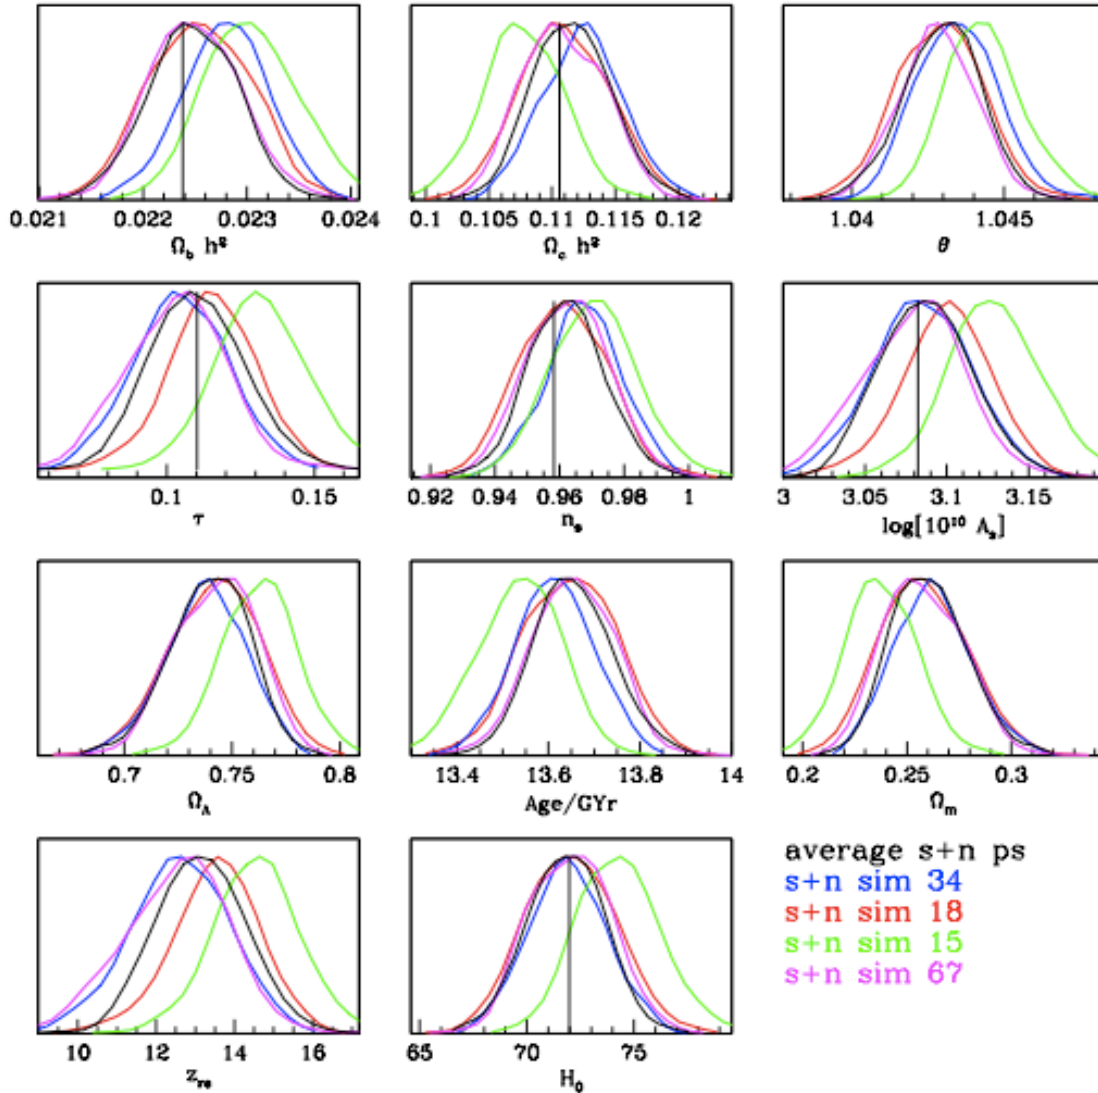 0.021 0.022 0.023 0.024 0.1 0.105 0.11 0.115 0.12 1.04 1.045
Ω_b h² Ω_c h² θ
0.1 0.15 0.92 0.94 0.96 0.98 1 3 3.05 3.1 3.15
τ n_s log[10¹⁰ A_s]
0.7 0.75 0.8 13.4 13.6 13.8 14 0.2 0.25 0.3
Ω_Λ Age/GYr Ω_m
average s+n ps
s+n sim 34
s+n sim 18
s+n sim 15
s+n sim 67
10 12 14 16 65 70 75
z_re H_0